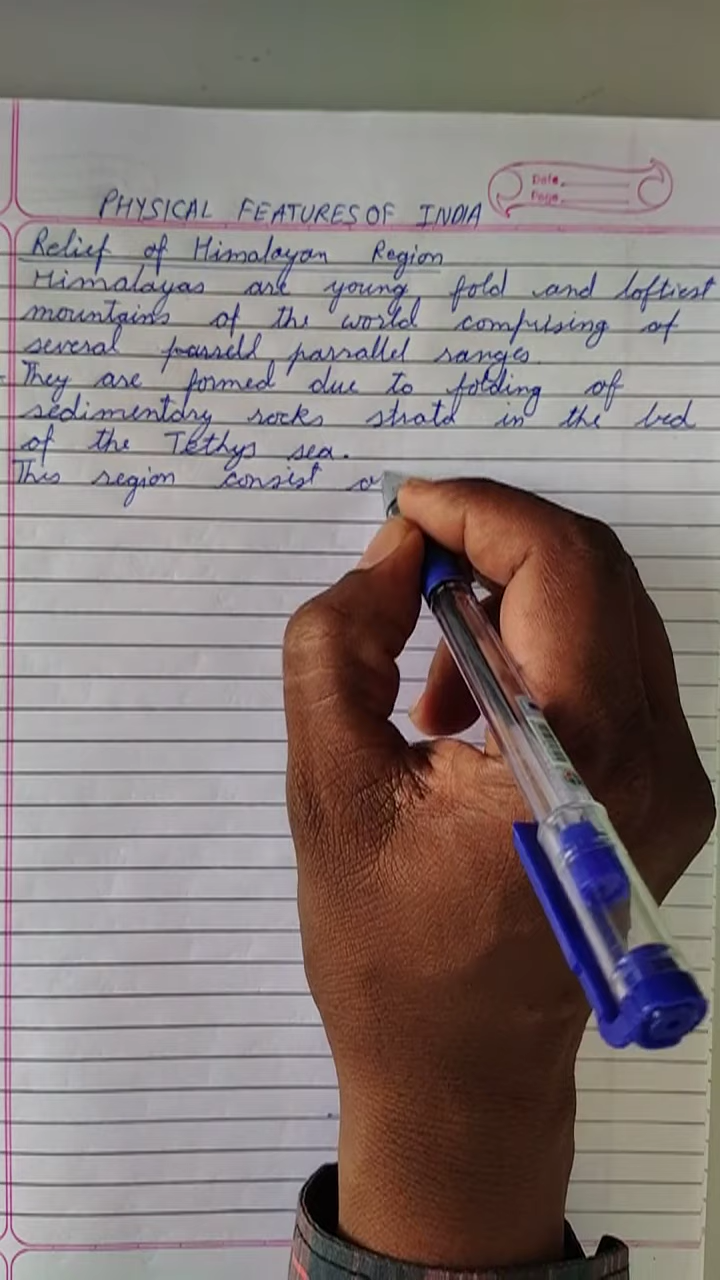 Date
Page
PHYSICAL FEATURES OF INDIA
Relief of Himalayan Region
Himalayas are young fold and loftiest
mountains of the world comprising of
several parrallel ranges.
They are formed due to folding of
sedimentary rocks strata in the bed
of the Tethys sea.
This region consist